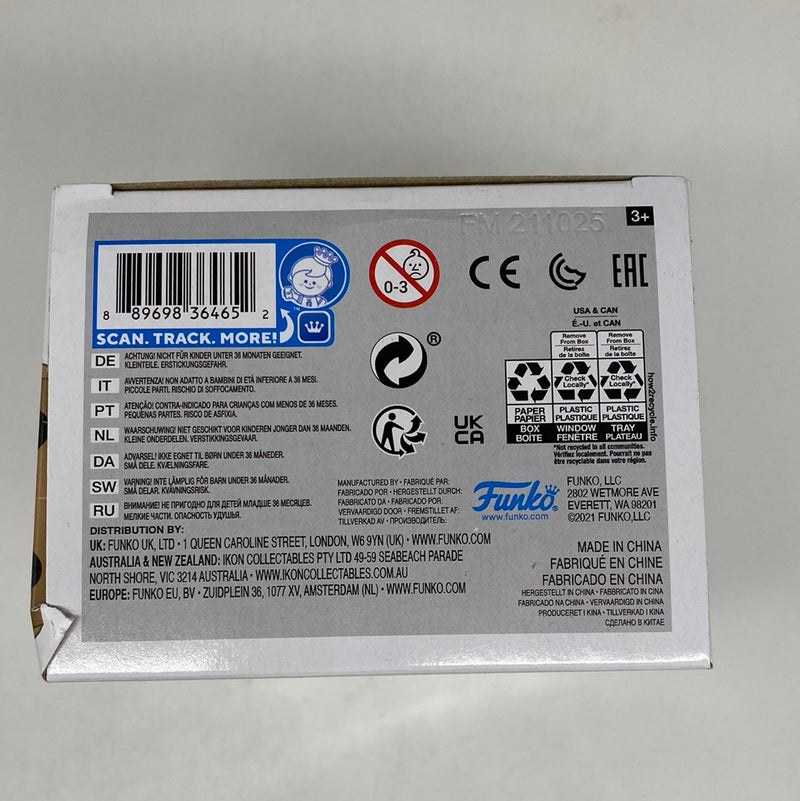 FM 211025
3+
8 89698 36465 2
SCAN. TRACK. MORE!
0-3
CE
EAC
®
UK
CA
USA & CAN
É.-U. et CAN
Remove From Box
Retirez de la boîte
Remove From Box
Retirez de la boîte
Check Locally*
Check Locally*
PAPER
PAPIER
BOX
BOITE
PLASTIC
PLASTIQUE
WINDOW
FENÊTRE
PLASTIC
PLASTIQUE
TRAY
PLATEAU
how2recycle.info
*Not recycled in all communities.
Vérifiez localement. Pourrait ne pas
être recyclable dans votre région.
DE ACHTUNG! NICHT FÜR KINDER UNTER 36 MONATEN GEEIGNET.
KLEINTEILE. ERSTICKUNGSGEFAHR.
IT AVVERTENZA! NON ADATTO A BAMBINI DI ETÀ INFERIORE A 36 MESI.
PICCOLE PARTI. RISCHIO DI SOFFOCAMENTO.
PT ATENÇÃO! CONTRA-INDICADO PARA CRIANÇAS COM MENOS DE 36 MESES.
PEQUENAS PARTES. RISCO DE ASFIXIA.
NL WAARSCHUWING! NIET GESCHIKT VOOR KINDEREN JONGER DAN 36 MAANDEN.
KLEINE ONDERDELEN. VERSTIKKINGSGEVAAR.
DA ADVARSEL! IKKE EGNET TIL BØRN UNDER 36 MÅNEDER.
SMÅ DELE. KVÆLNINGSFARE.
SW VARNING! INTE LÄMPLIG FÖR BARN UNDER 36 MÅNADER.
SMÅ DELAR. KVÄVNINGSRISK.
RU ВНИМАНИЕ! НЕ ПРИГОДНО ДЛЯ ДЕТЕЙ МЛАДШЕ 36 МЕСЯЦЕВ.
МЕЛКИЕ ЧАСТИ. ОПАСНОСТЬ УДУШЬЯ.
MANUFACTURED BY • FABRIQUÉ PAR:
FABRICADO POR • HERGESTELLT DURCH:
FABRICATO DA • FABRICADO POR:
VERVAARDIGD DOOR • FREMSTILLET AF:
TILLVERKAD AV • ПРОИЗВОДИТЕЛЬ:
Funko®
www.funko.com
FUNKO, LLC
2802 WETMORE AVE
EVERETT, WA 98201
©2021 FUNKO,LLC
DISTRIBUTION BY:
UK: FUNKO UK, LTD • 1 QUEEN CAROLINE STREET, LONDON, W6 9YN (UK) • WWW.FUNKO.COM
AUSTRALIA & NEW ZEALAND: IKON COLLECTABLES PTY LTD 49-59 SEABEACH PARADE
NORTH SHORE, VIC 3214 AUSTRALIA • WWW.IKONCOLLECTABLES.COM.AU
EUROPE: FUNKO EU, BV • ZUIDPLEIN 36, 1077 XV, AMSTERDAM (NL) • WWW.FUNKO.COM
MADE IN CHINA
FABRIQUÉ EN CHINE
FABRICADO EN CHINA
HERGESTELLT IN CHINA • FABBRICATO IN CINA
FABRICADO NA CHINA • VERVAARDIGD IN CHINA
PRODUCERET I KINA • TILLVERKAD I KINA
СДЕЛАНО В КИТАЕ